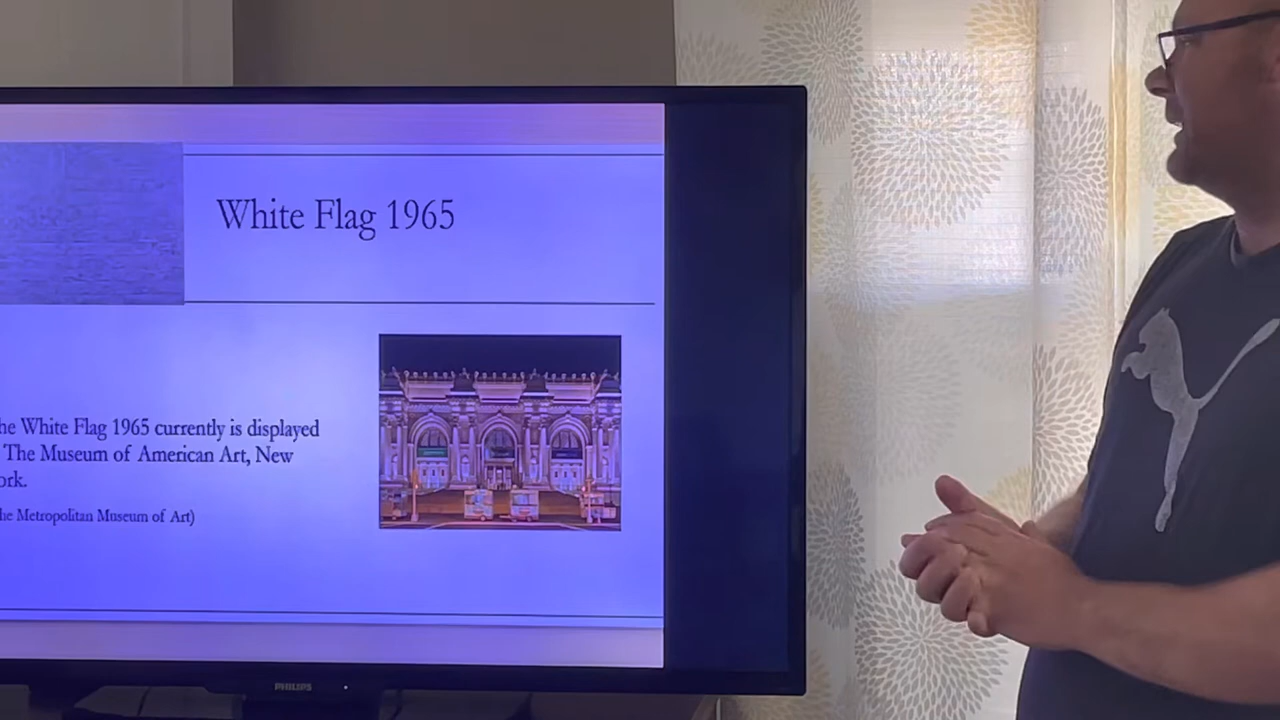 White Flag 1965
he White Flag 1965 currently is displayed
The Museum of American Art, New
ork.
he Metropolitan Museum of Art)
PHILIPS